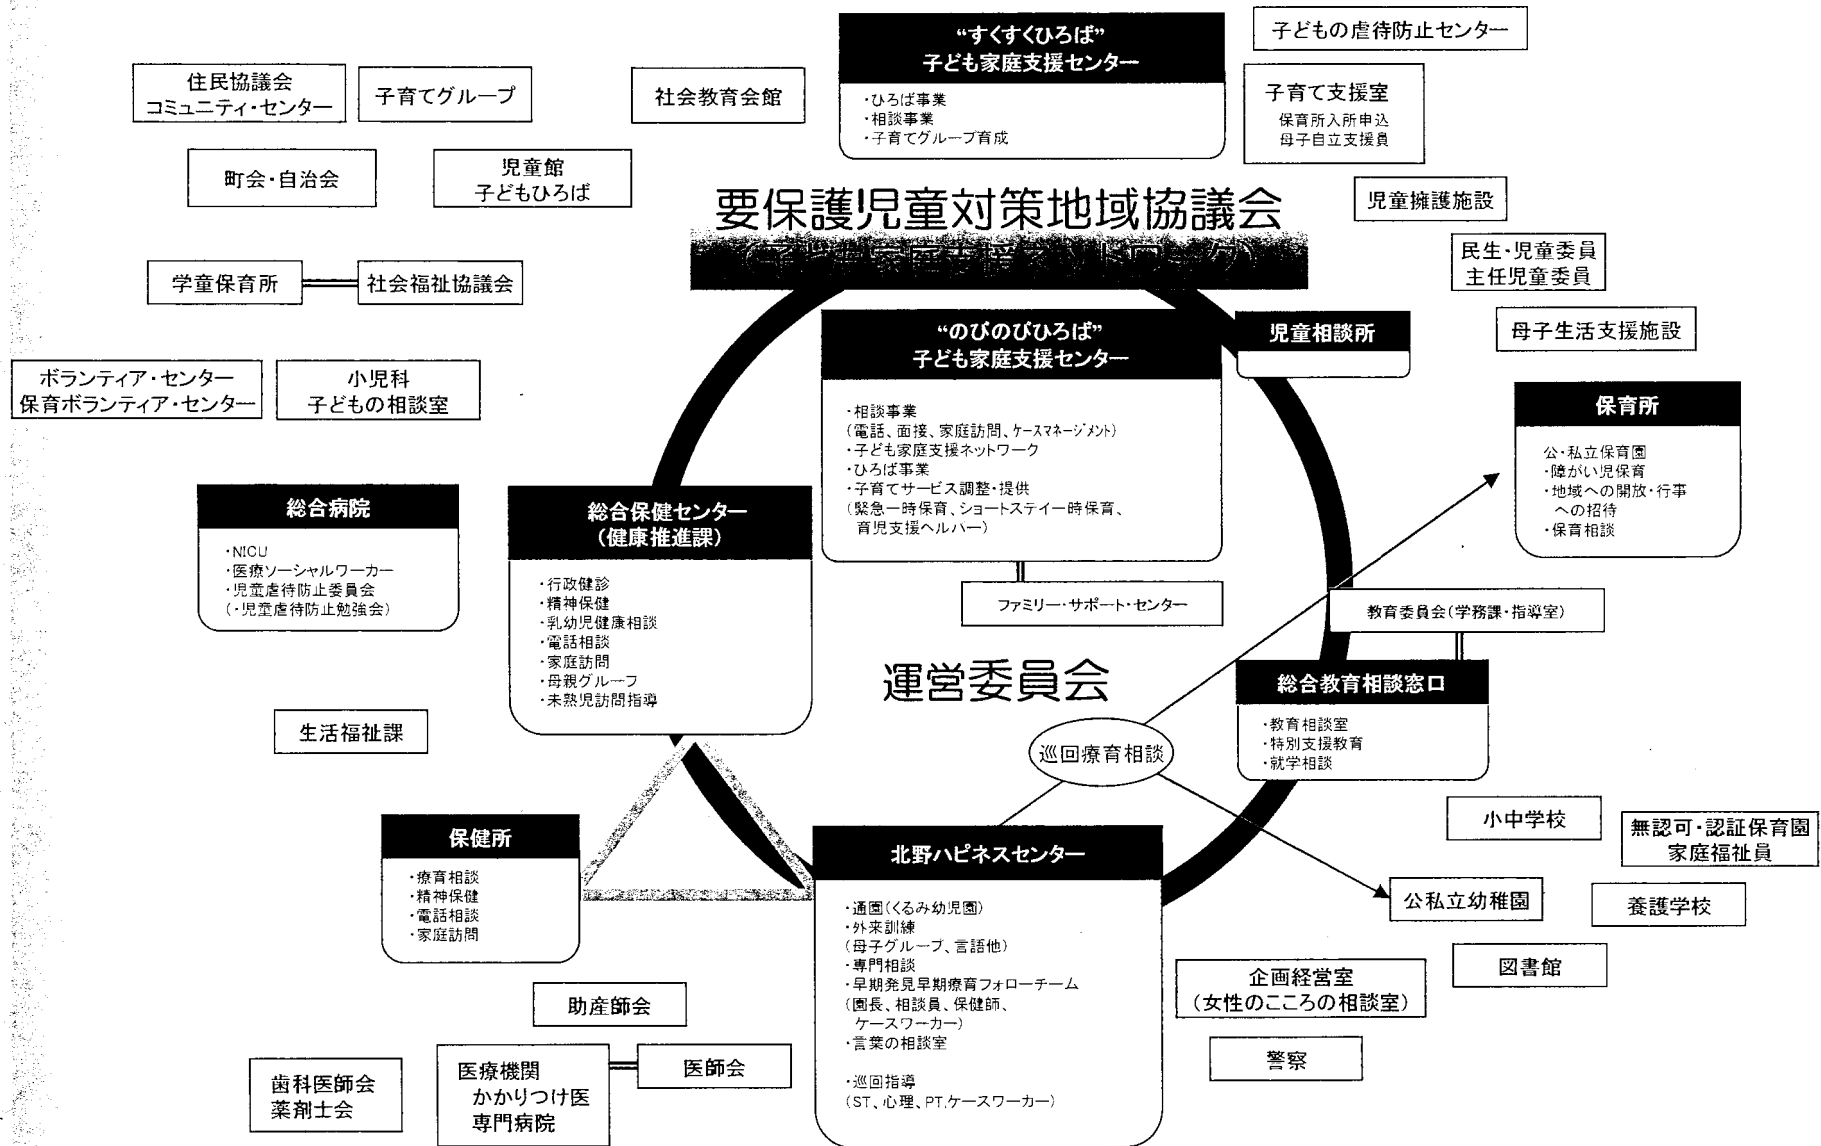 “すくすくひろば”
子ども家庭支援センター
・ひろば事業
・相談事業
・子育てグループ育成
子どもの虐待防止センター
子育て支援室
保育所入所申込
母子自立支援員
住民協議会
コミュニティ・センター
子育てグループ
社会教育会館
町会・自治会
児童館
子どもひろば
児童擁護施設
要保護児童対策地域協議会
民生・児童委員
主任児童委員
学童保育所
社会福祉協議会
“のびのびひろば”
子ども家庭支援センター
・相談事業
(電話、面接、家庭訪問、ケースマネージメント)
・子ども家庭支援ネットワーク
・ひろば事業
・子育てサービス調整・提供
(緊急一時保育、ショートステイ一時保育、
育児支援ヘルパー)
児童相談所
母子生活支援施設
ボランティア・センター
保育ボランティア・センター
小児科
子どもの相談室
保育所
公・私立保育園
・障がい児保育
・地域への開放・行事
への招待
・保育相談
総合病院
・NICU
・医療ソーシャルワーカー
・児童虐待防止委員会
(・児童虐待防止勉強会)
総合保健センター
(健康推進課)
・行政健診
・精神保健
・乳幼児健康相談
・電話相談
・家庭訪問
・母親グループ
・未熟児訪問指導
ファミリー・サポート・センター
教育委員会(学務課・指導室)
運営委員会
総合教育相談窓口
・教育相談室
・特別支援教育
・就学相談
生活福祉課
巡回療育相談
保健所
・療育相談
・精神保健
・電話相談
・家庭訪問
北野ハピネスセンター
・通園(くるみ幼児園)
・外来訓練
(母子グループ、言語他)
・専門相談
・早期発見早期療育フォローチーム
(園長、相談員、保健師、
ケースワーカー)
・言葉の相談室
・巡回指導
(ST、心理、PT,ケースワーカー)
小中学校
無認可・認証保育園
家庭福祉員
公私立幼稚園
養護学校
図書館
企画経営室
(女性のこころの相談室)
警察
助産師会
歯科医師会
薬剤士会
医療機関
かかりつけ医
専門病院
医師会